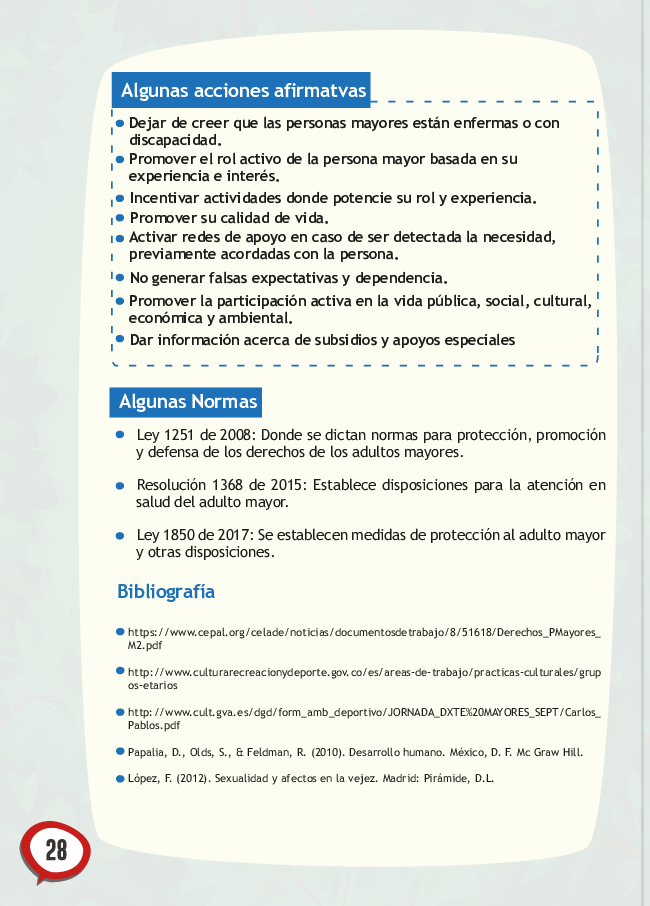 Algunas acciones afirmatvas
Dejar de creer que las personas mayores están enfermas o con
discapacidad.
Promover el rol activo de la persona mayor basada en su
experiencia e interés.
Incentivar actividades donde potencie su rol y experiencia.
Promover su calidad de vida.
Activar redes de apoyo en caso de ser detectada la necesidad,
previamente acordadas con la persona.
No generar falsas expectativas y dependencia.
Promover la participación activa en la vida pública, social, cultural,
económica y ambiental.
Dar información acerca de subsidios y apoyos especiales
Algunas Normas
Ley 1251 de 2008: Donde se dictan normas para protección, promoción
y defensa de los derechos de los adultos mayores.
Resolución 1368 de 2015: Establece disposiciones para la atención en
salud del adulto mayor.
Ley 1850 de 2017: Se establecen medidas de protección al adulto mayor
y otras disposiciones.
Bibliografía
https://www.cepal.org/celade/noticias/documentosdetrabajo/8/51618/Derechos_PMayores_
M2.pdf
http://www.culturarecreacionydeporte.gov.co/es/areas-de-trabajo/practicas-culturales/grup
os-etarios
http://www.cult.gva.es/dgd/form_amb_deportivo/JORNADA_DXTE%20MAYORES_SEPT/Carlos_
Pablos.pdf
Papalia, D., Olds, S., & Feldman, R. (2010). Desarrollo humano. México, D. F. Mc Graw Hill.
López, F. (2012). Sexualidad y afectos en la vejez. Madrid: Pirámide, D.L.
28